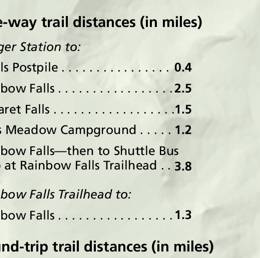 e-way trail distances (in miles)
ger Station to:
ls Postpile . . . . . . . . . . . . . . . . 0.4
bow Falls . . . . . . . . . . . . . . . . . 2.5
aret Falls . . . . . . . . . . . . . . . . . .1.5
s Meadow Campground . . . . . 1.2
bow Falls—then to Shuttle Bus
at Rainbow Falls Trailhead . . 3.8
bow Falls Trailhead to:
bow Falls . . . . . . . . . . . . . . . . . 1.3
nd-trip trail distances (in miles)